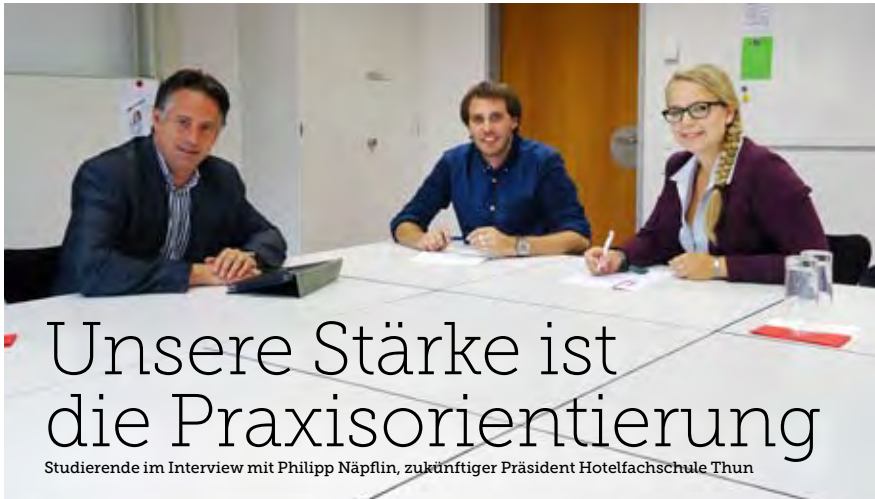 Unsere Stärke ist
die Praxisorientierung
Studierende im Interview mit Philipp Näpflin, zukünftiger Präsident Hotelfachschule Thun